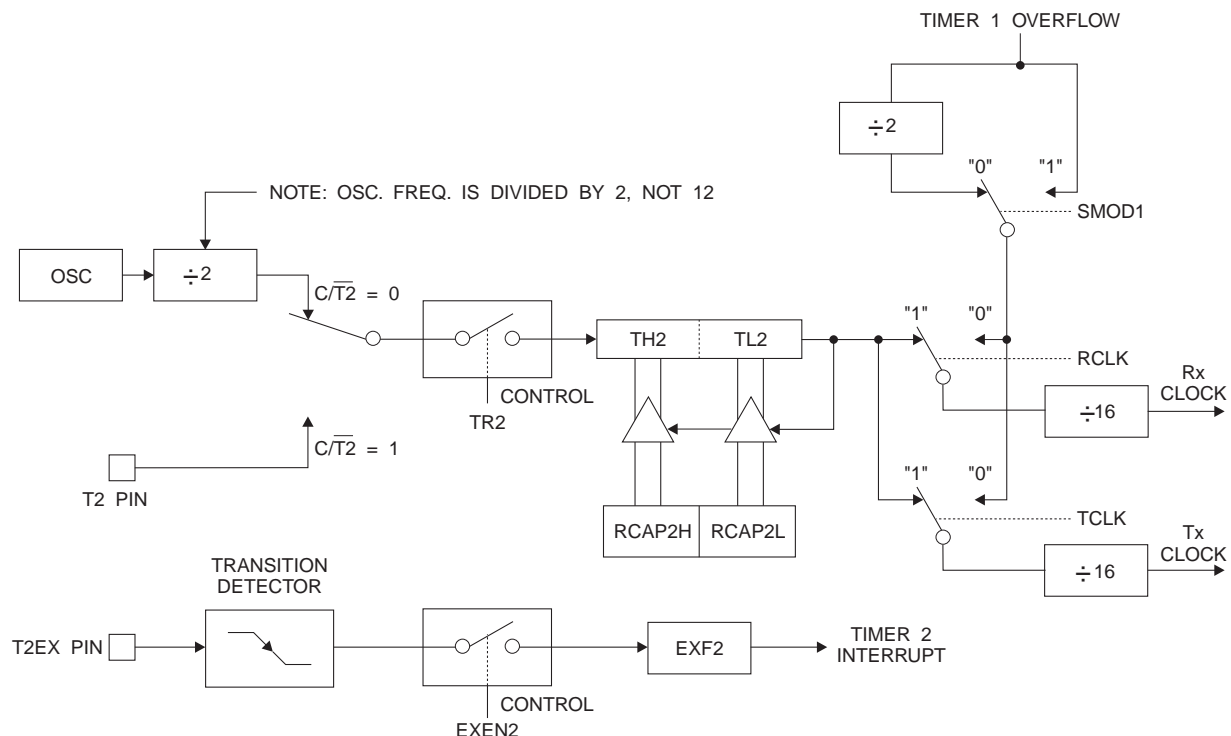 TIMER 1 OVERFLOW
÷2
"0" "1"
NOTE: OSC. FREQ. IS DIVIDED BY 2, NOT 12
SMOD1
OSC
÷2
C/T̅2̅ = 0
TH2
TL2
"1" "0"
RCLK
Rx
CLOCK
CONTROL
TR2
÷16
C/T̅2̅ = 1
T2 PIN
"1" "0"
RCAP2H
RCAP2L
TCLK
Tx
CLOCK
÷16
TRANSITION
DETECTOR
T2EX PIN
EXF2
TIMER 2
INTERRUPT
CONTROL
EXEN2